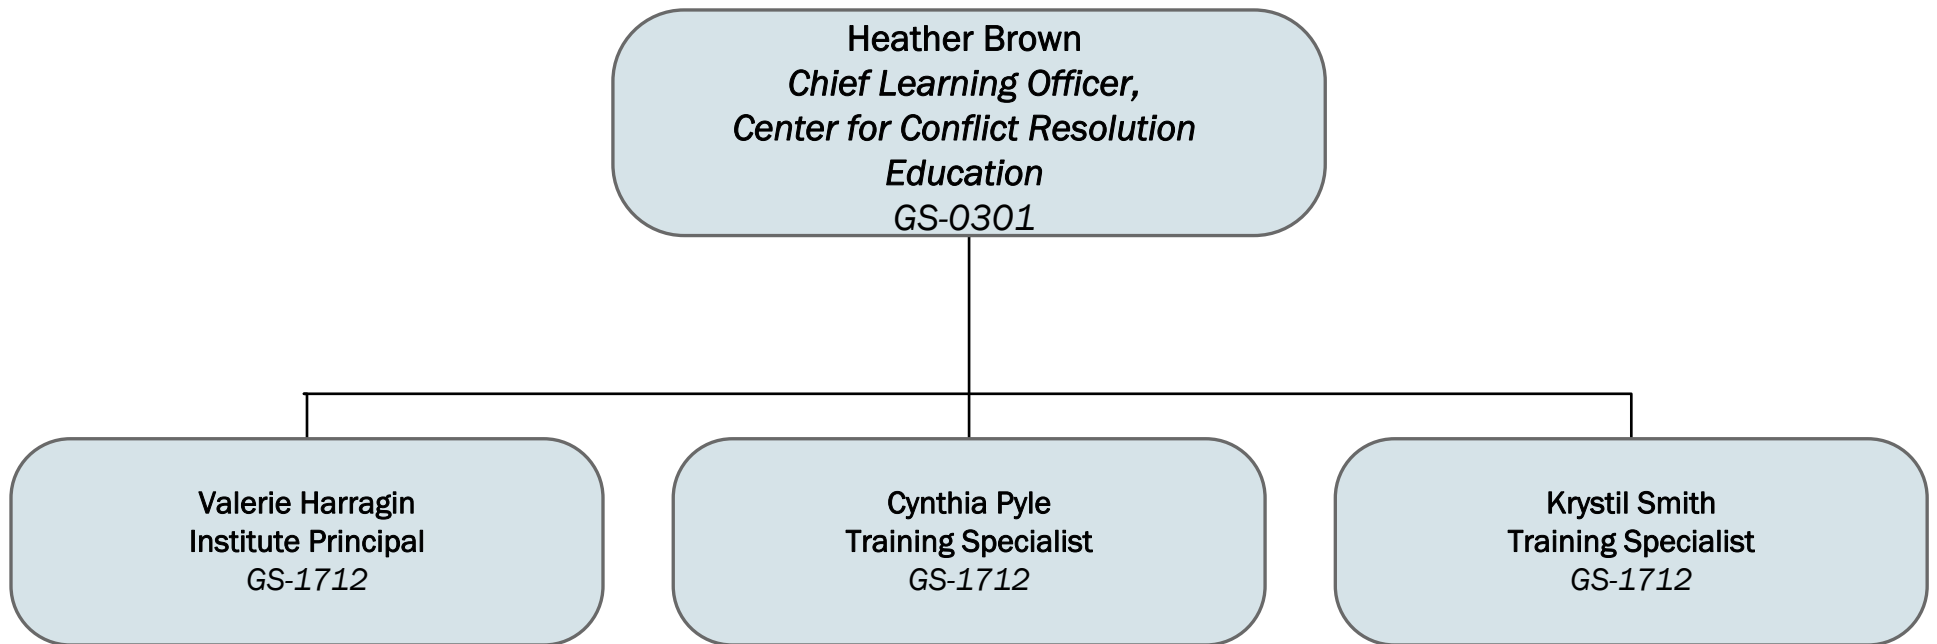 Heather Brown
Chief Learning Officer,
Center for Conflict Resolution
Education
GS-0301
Valerie Harragin
Institute Principal
GS-1712
Cynthia Pyle
Training Specialist
GS-1712
Krystil Smith
Training Specialist
GS-1712